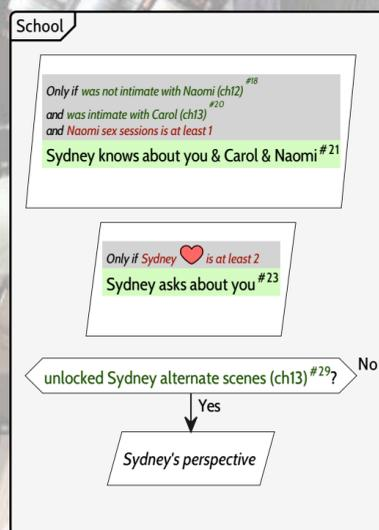 School
Only if was not intimate with Naomi (ch12) #18
and was intimate with Carol (ch13) #20
and Naomi sex sessions is at least 1
Sydney knows about you & Carol & Naomi #21
Only if Sydney ❤ is at least 2
Sydney asks about you #23
unlocked Sydney alternate scenes (ch13) #29?
No
Yes
Sydney's perspective